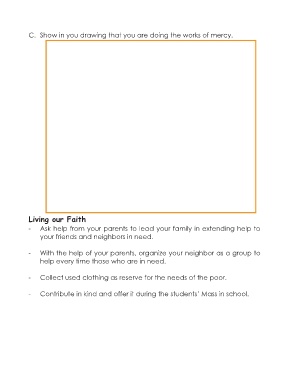 C. Show in you drawing that you are doing the works of mercy.
Living our Faith
- Ask help from your parents to lead your family in extending help to
your friends and neighbors in need.
- With the help of your parents, organize your neighbor as a group to
help every time those who are in need.
- Collect used clothing as reserve for the needs of the poor.
- Contribute in kind and offer it during the students' Mass in school.